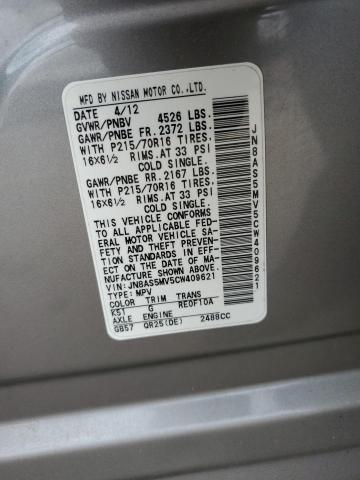 MFD BY NISSAN MOTOR CO.,LTD.
DATE 4/12
GVWR/PNBV 4526 LBS.
GAWR/PNBE FR. 2372 LBS.
WITH P215/70R16 TIRES,
16X6½ RIMS.AT 33 PSI
COLD SINGLE.
GAWR/PNBE RR. 2167 LBS.
WITH P215/70R16 TIRES,
16X6½ RIMS.AT 33 PSI
COLD SINGLE.
THIS VEHICLE CONFORMS
TO ALL APPLICABLE FED-
ERAL MOTOR VEHICLE SA-
FETY AND THEFT PREVENT-
ION STANDARDS IN EFF-
ECT ON THE DATE OF MA-
NUFACTURE SHOWN ABOVE.
V.I.N: JN8AS5MV5CW409621
TYPE: MPV
COLOR TRIM TRANS
K51 G RE0F10A
AXLE ENGINE
GB57 QR25(DE) 2488CC
JN8AS5MV5CW409621